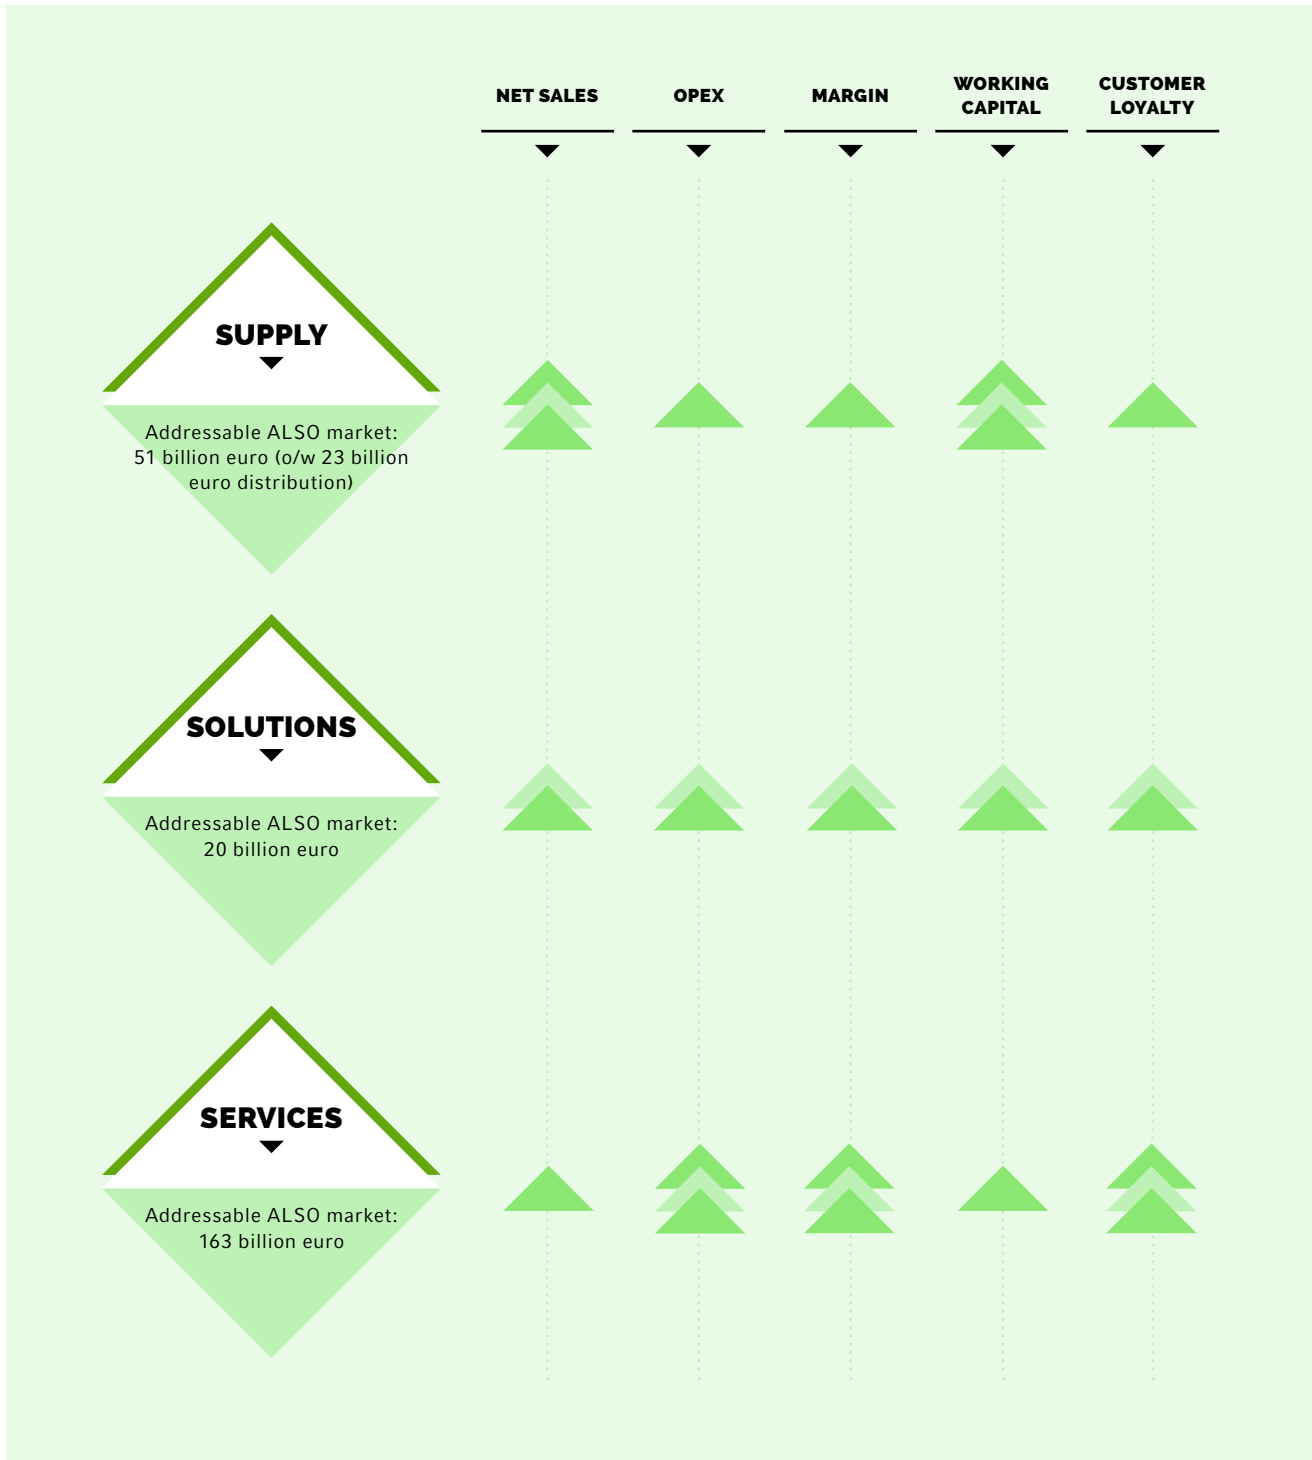 NET SALES
OPEX
MARGIN
WORKING
CAPITAL
CUSTOMER
LOYALTY
SUPPLY
Addressable ALSO market:
51 billion euro (o/w 23 billion
euro distribution)
SOLUTIONS
Addressable ALSO market:
20 billion euro
SERVICES
Addressable ALSO market:
163 billion euro